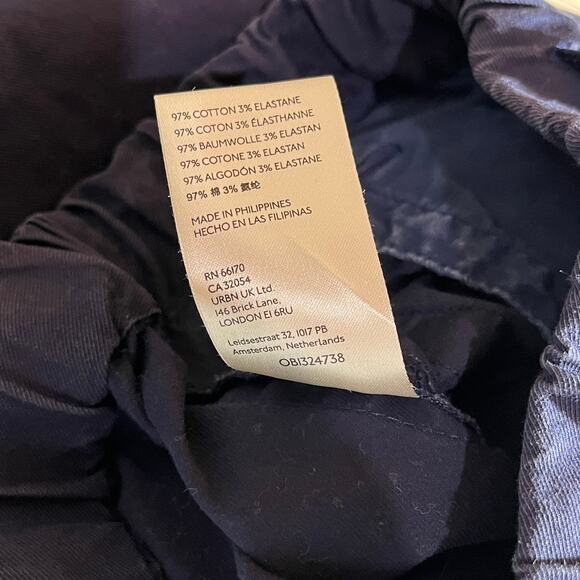 97% COTTON 3% ELASTANE
97% COTON 3% ÉLASTHANNE
97% BAUMWOLLE 3% ELASTAN
97% COTONE 3% ELASTAN
97% ALGODÓN 3% ELASTANE
97% 棉 3% 氨纶
MADE IN PHILIPPINES
HECHO EN LAS FILIPINAS
RN 66170
CA 32054
URBN UK Ltd.
146 Brick Lane,
LONDON E1 6RU
Leidsestraat 32, 1017 PB
Amsterdam, Netherlands
OB1324738